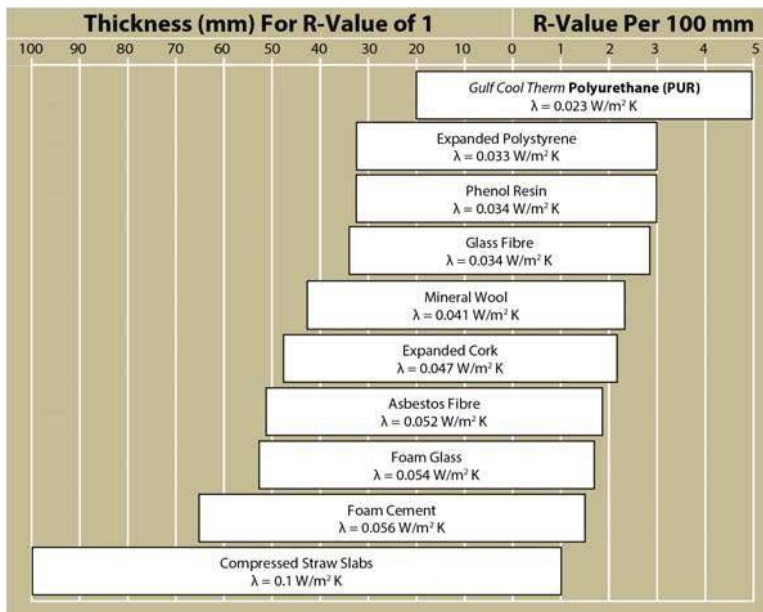 Thickness (mm) For R-Value of 1 R-Value Per 100 mm
100 90 80 70 60 50 40 30 20 10 0 1 2 3 4 5
Gulf Cool Therm Polyurethane (PUR)
λ = 0.023 W/m² K
Expanded Polystyrene
λ = 0.033 W/m² K
Phenol Resin
λ = 0.034 W/m² K
Glass Fibre
λ = 0.034 W/m² K
Mineral Wool
λ = 0.041 W/m² K
Expanded Cork
λ = 0.047 W/m² K
Asbestos Fibre
λ = 0.052 W/m² K
Foam Glass
λ = 0.054 W/m² K
Foam Cement
λ = 0.056 W/m² K
Compressed Straw Slabs
λ = 0.1 W/m² K